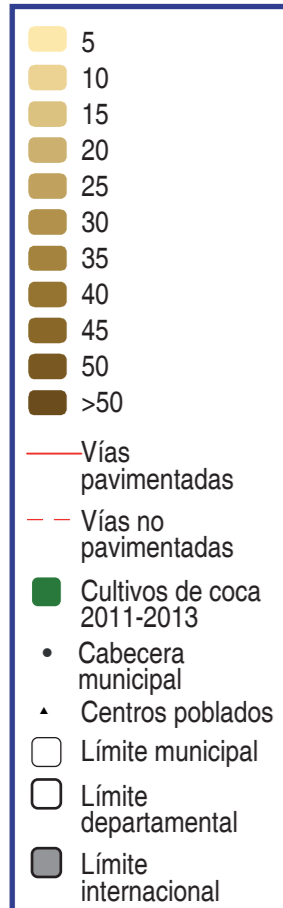 5
10
15
20
25
30
35
40
45
50
>50
Vías
pavimentadas
Vías no
pavimentadas
Cultivos de coca
2011-2013
Cabecera
municipal
Centros poblados
Límite municipal
Límite
departamental
Límite
internacional